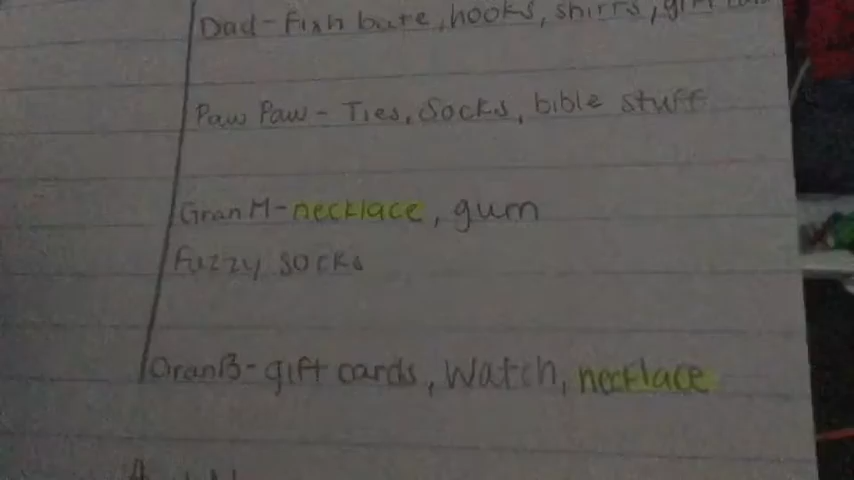 Dad-Fish bate, hooks, shirts,
Paw Paw- Ties, Socks, bible stuff
Gran M-necklace, gum
Fuzzy socks
GranB-gift cards, Watch, necklace